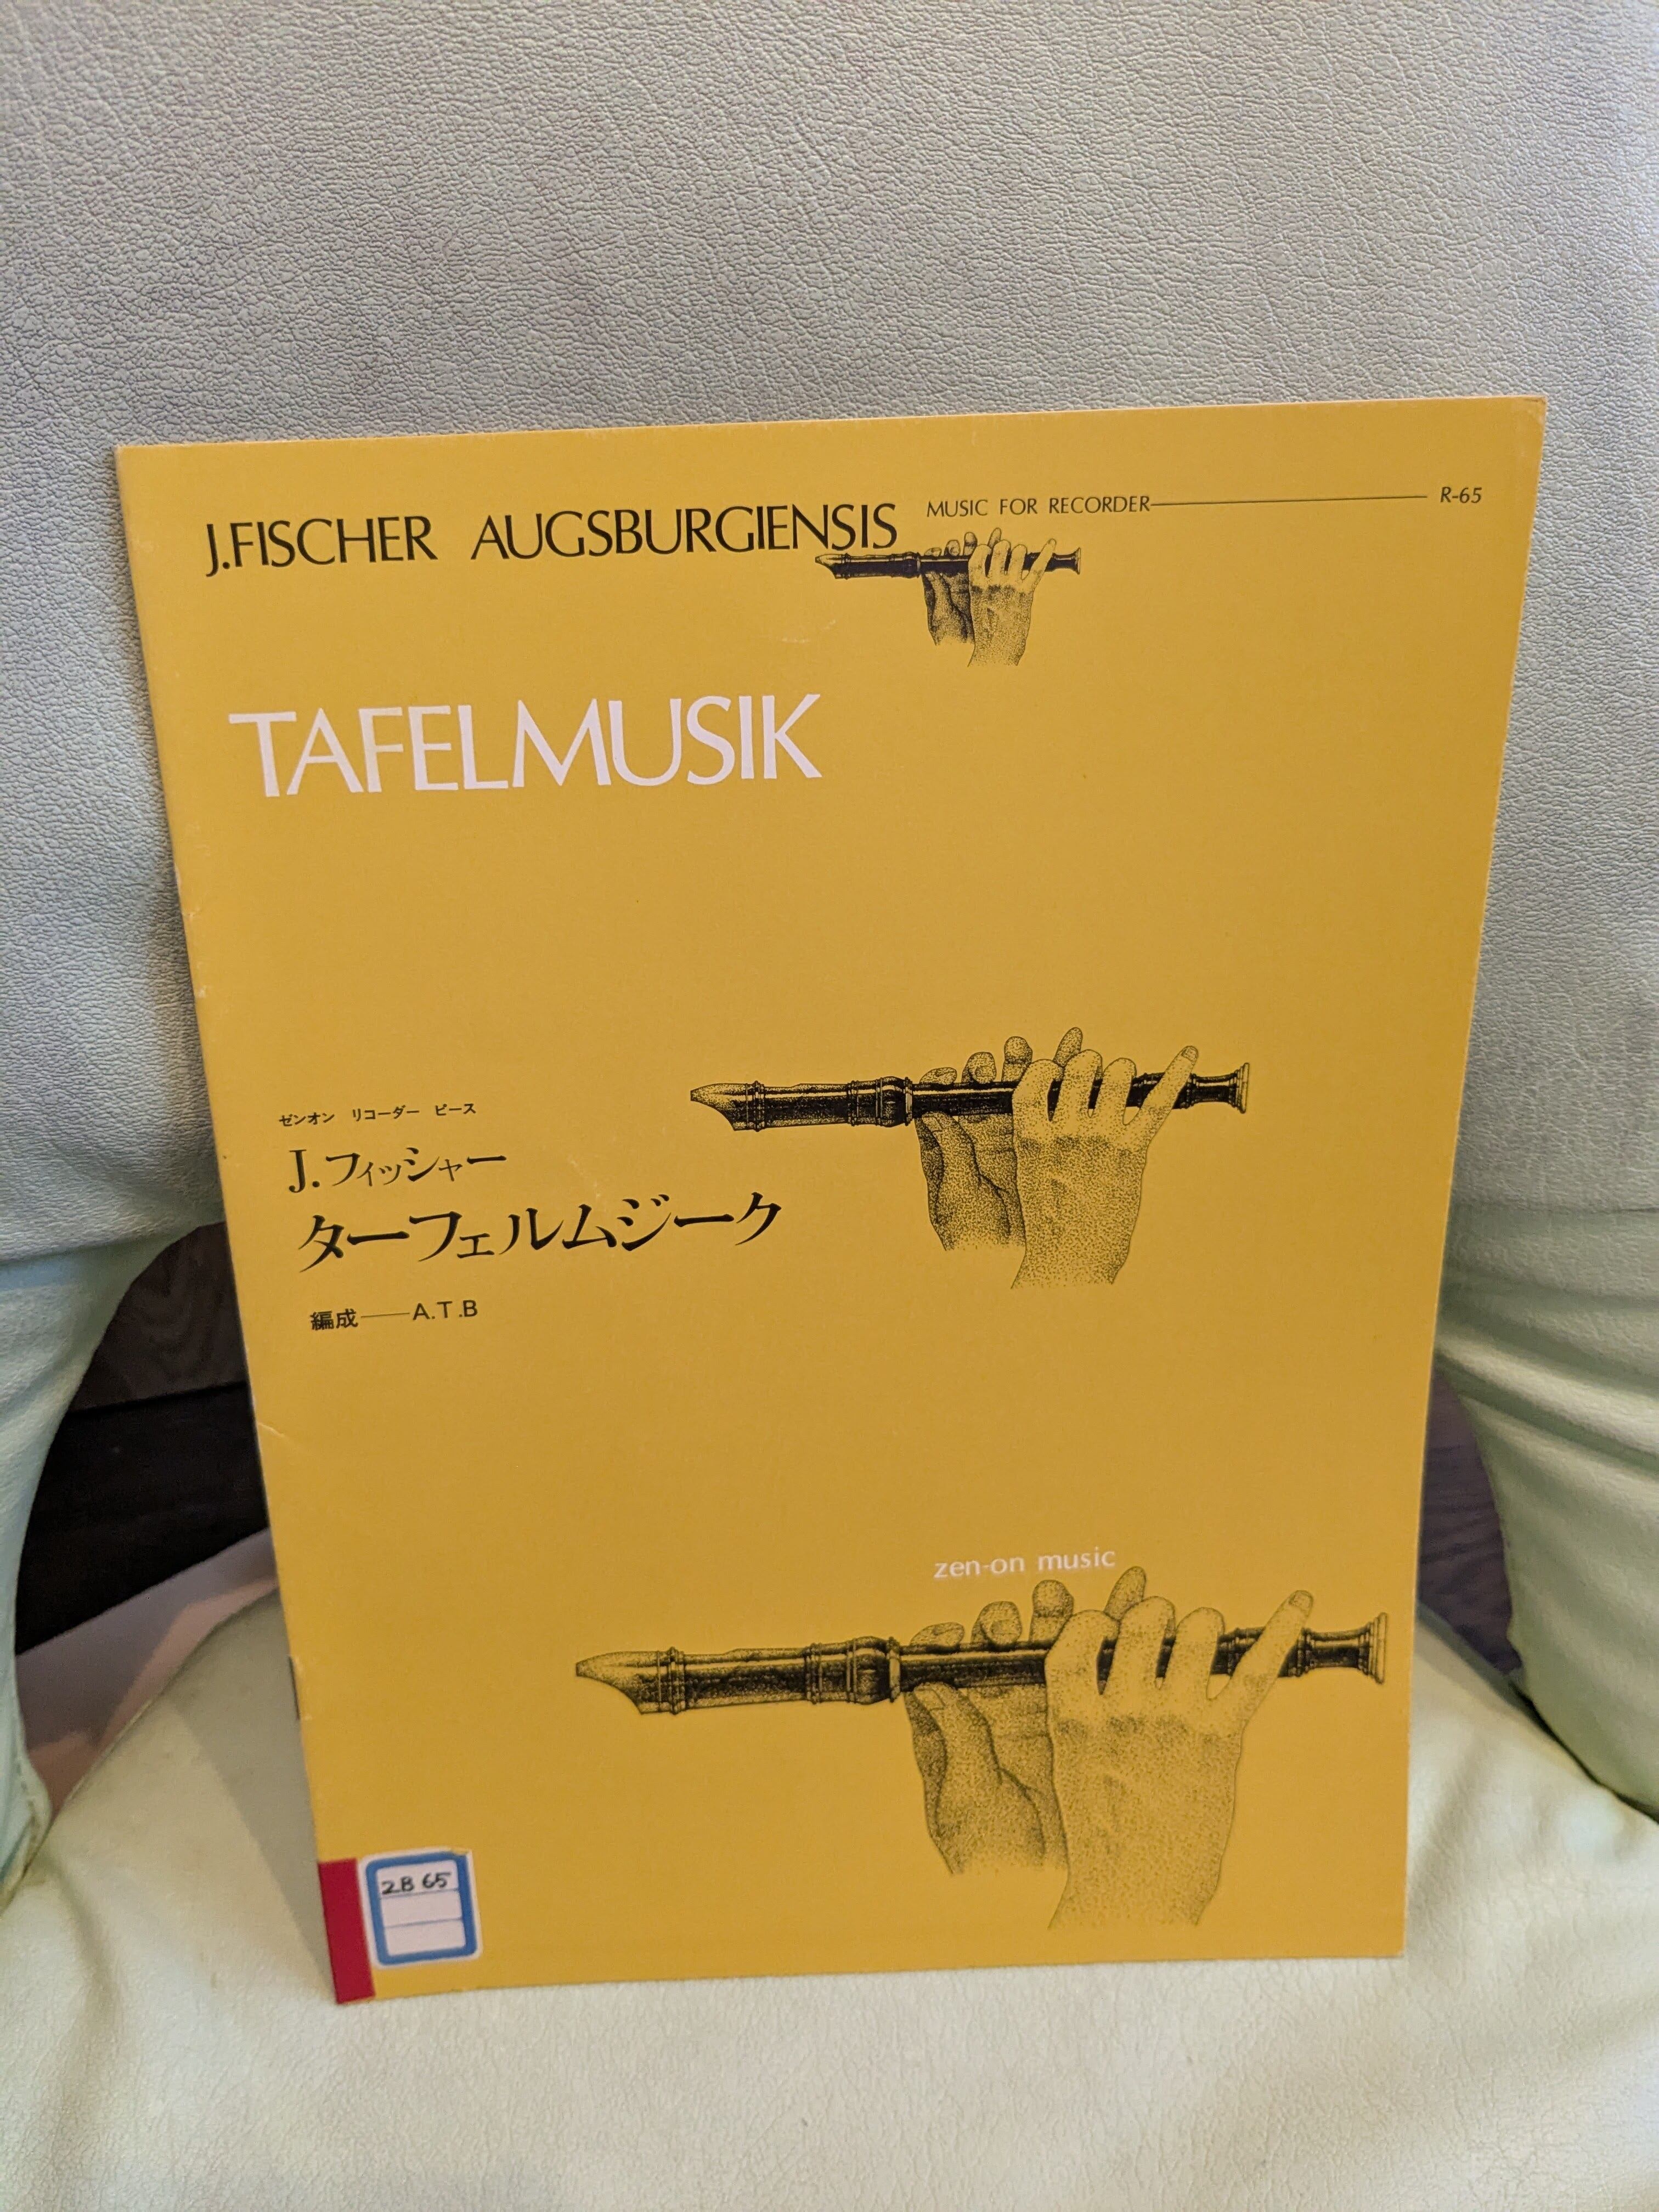 J.FISCHER AUGSBURGIENSIS
MUSIC FOR RECORDER
R-65
TAFELMUSIK
ゼンオン リコーダー ピース
J.フィッシャー
ターフェルムジーク
編成——A.T.B
zen-on music
2B 65